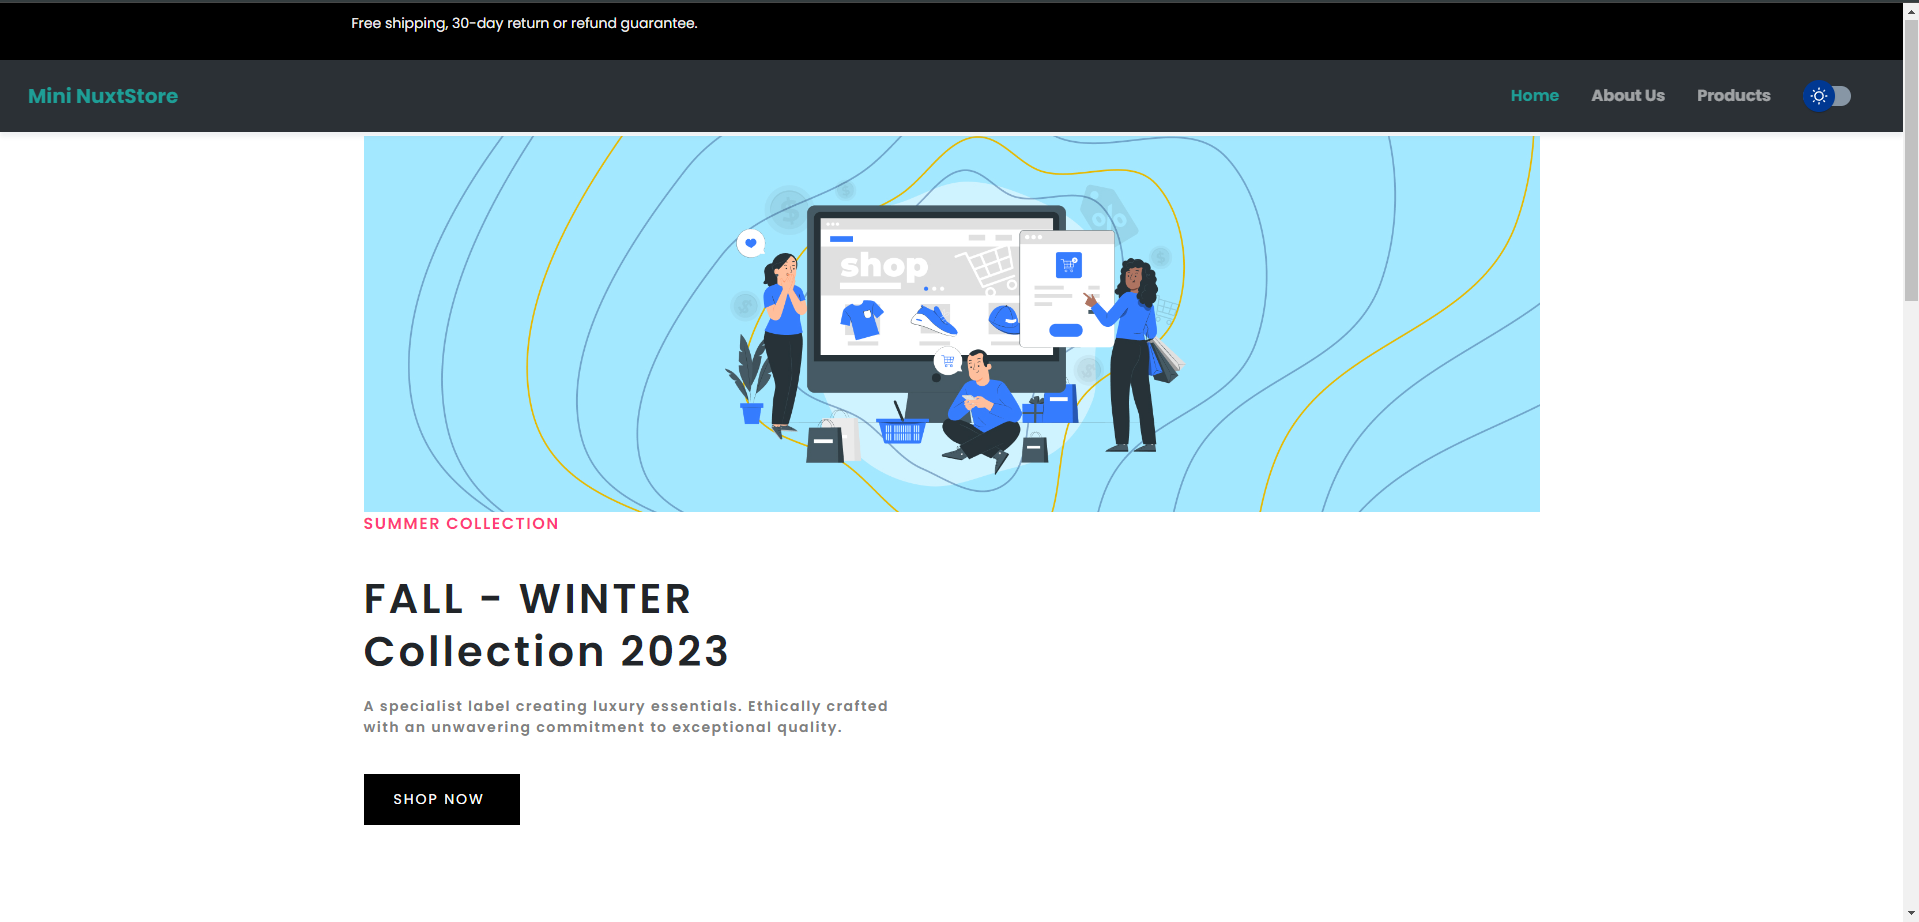 Free shipping, 30-day return or refund guarantee.
Mini NuxtStore
Home About Us Products
shop
SUMMER COLLECTION
FALL - WINTER
Collection 2023
A specialist label creating luxury essentials. Ethically crafted
with an unwavering commitment to exceptional quality.
SHOP NOW